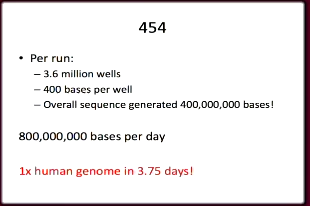 454
• Per run:
– 3.6 million wells
– 400 bases per well
– Overall sequence generated 400,000,000 bases!
800,000,000 bases per day
1x human genome in 3.75 days!